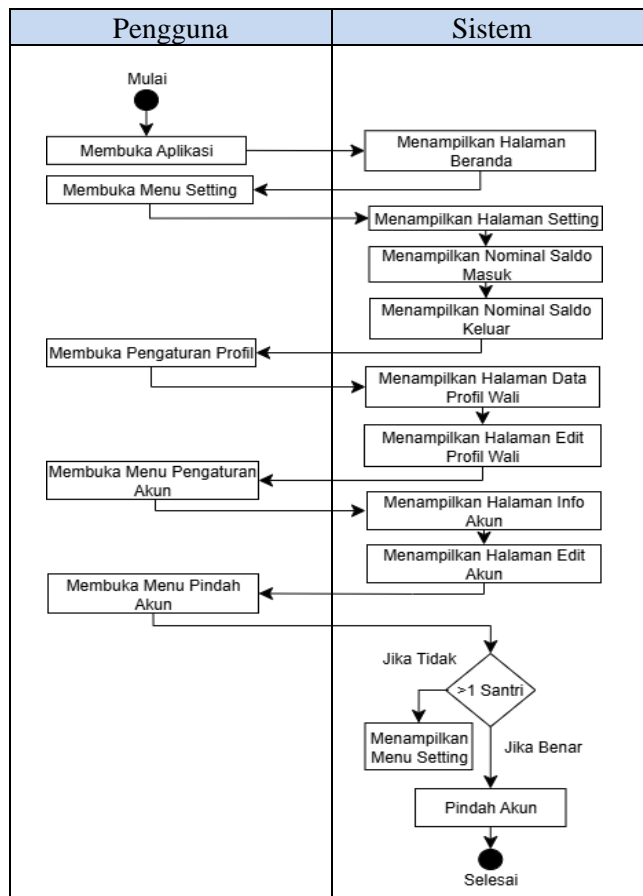 Pengguna
Sistem
Mulai
Membuka Aplikasi
Menampilkan Halaman
Beranda
Membuka Menu Setting
Menampilkan Halaman Setting
Menampilkan Nominal Saldo
Masuk
Menampilkan Nominal Saldo
Keluar
Membuka Pengaturan Profil
Menampilkan Halaman Data
Profil Wali
Menampilkan Halaman Edit
Profil Wali
Membuka Menu Pengaturan
Akun
Menampilkan Halaman Info
Akun
Menampilkan Halaman Edit
Akun
Membuka Menu Pindah
Akun
Jika Tidak
>1 Santri
Menampilkan
Menu Setting
Jika Benar
Pindah Akun
Selesai